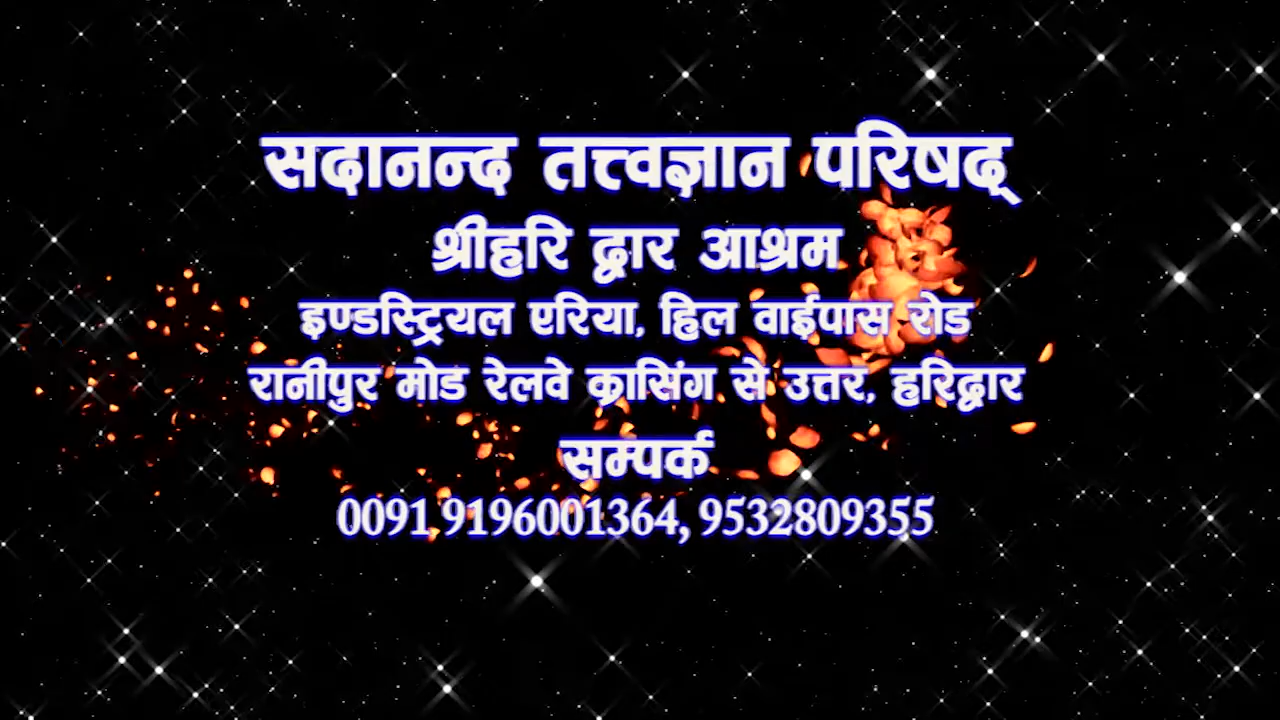 सदानन्द तत्त्वज्ञान परिषद्
श्रीहरि द्वार आश्रम
इण्डस्ट्रियल एरिया, हिल वाईपास रोड
रानीपुर मोड रेलवे क्रासिंग से उत्तर, हरिद्वार
सम्पर्क
0091 9196001364, 9532809355